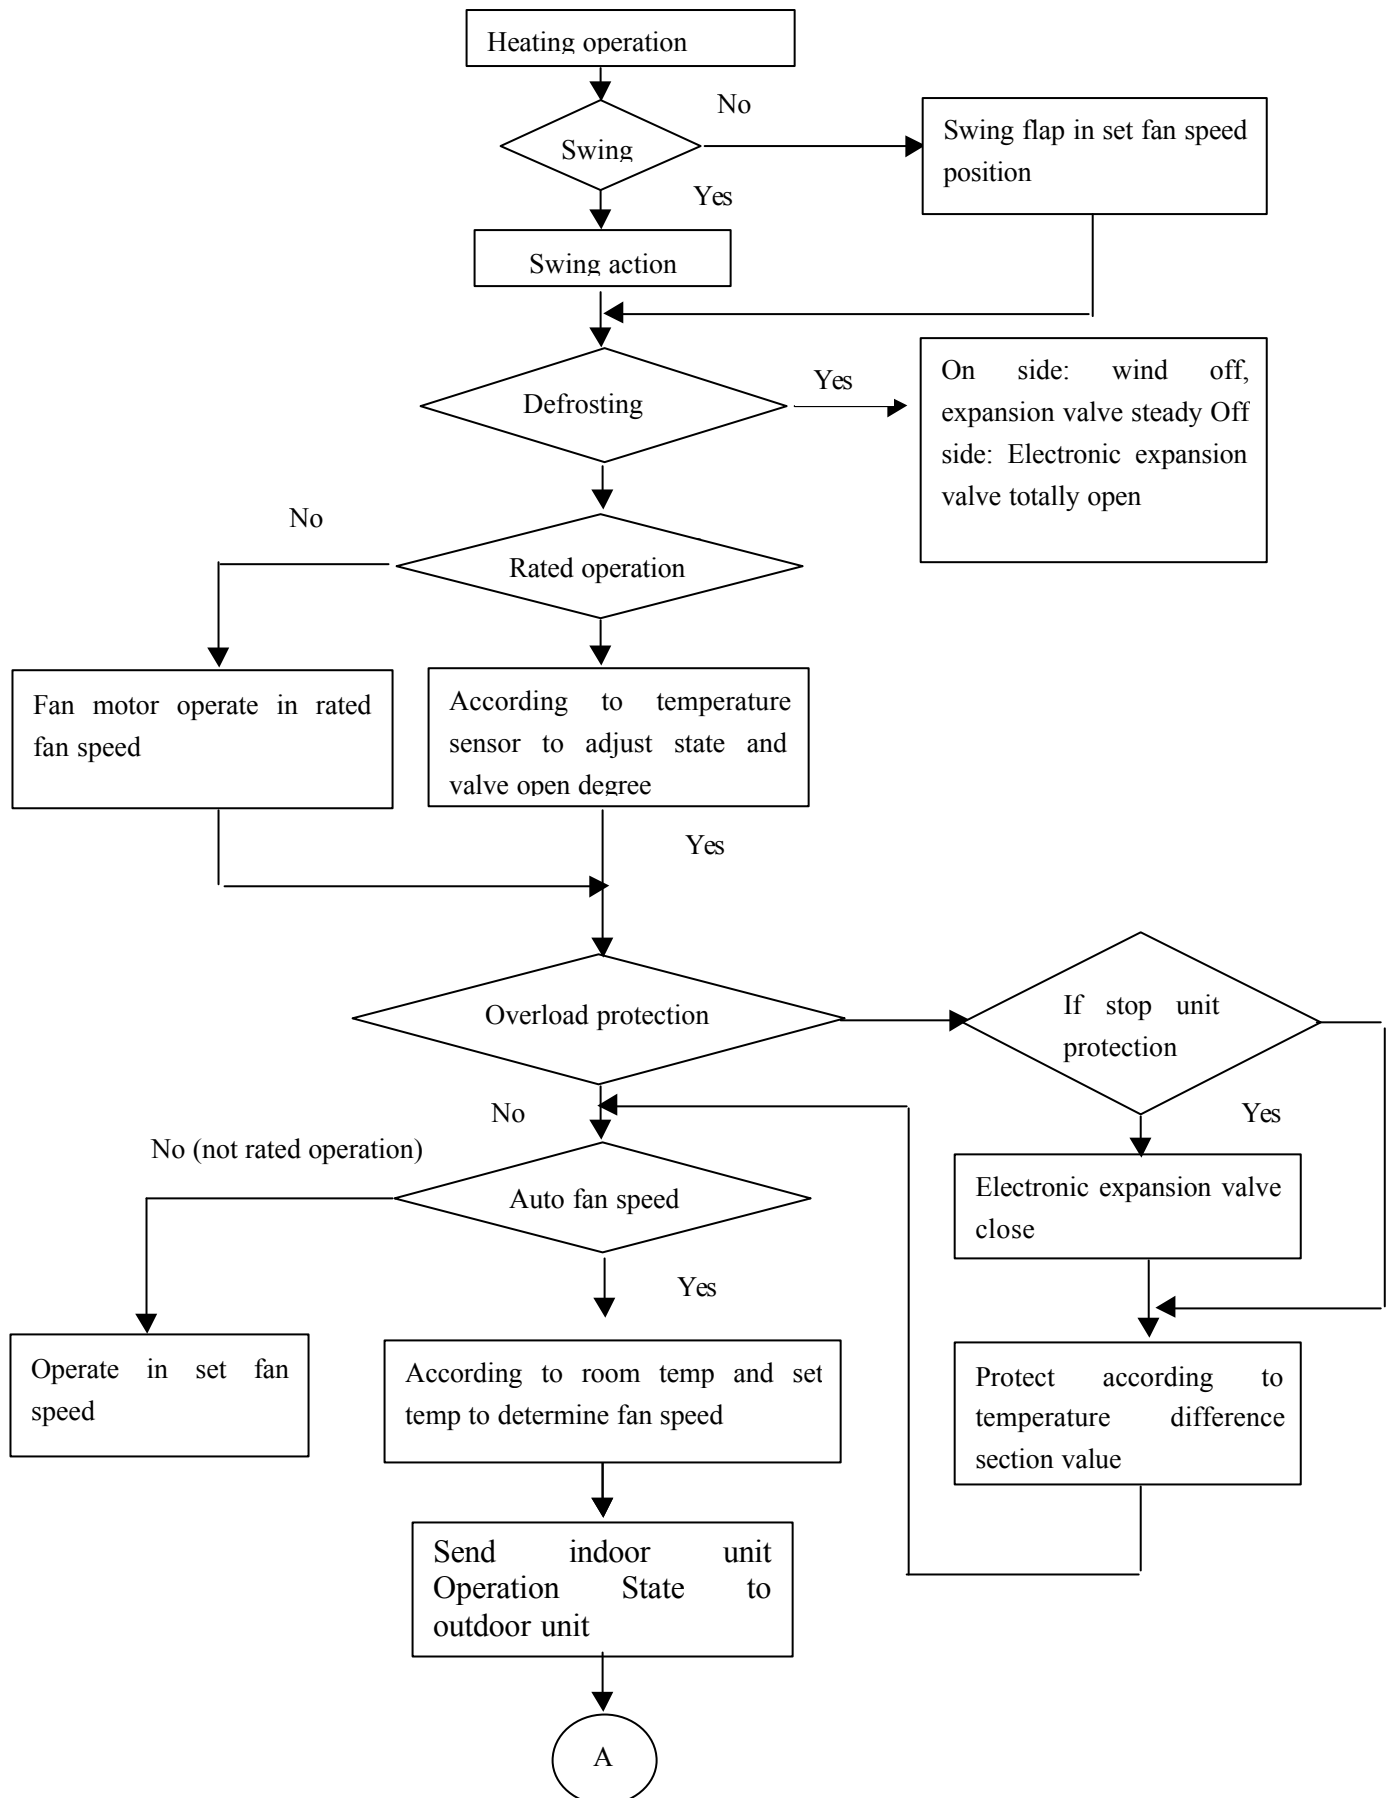 Heating operation
No
Swing
Swing flap in set fan speed
position
Yes
Swing action
Defrosting
Yes
On side: wind off,
expansion valve steady Off
side: Electronic expansion
valve totally open
No
Rated operation
Fan motor operate in rated
fan speed
According to temperature
sensor to adjust state and
valve open degree
Yes
Overload protection
If stop unit
protection
No
Yes
No (not rated operation)
Auto fan speed
Electronic expansion valve
close
Yes
Operate in set fan
speed
According to room temp and set
temp to determine fan speed
Protect according to
temperature difference
section value
Send indoor unit
Operation State to
outdoor unit
A